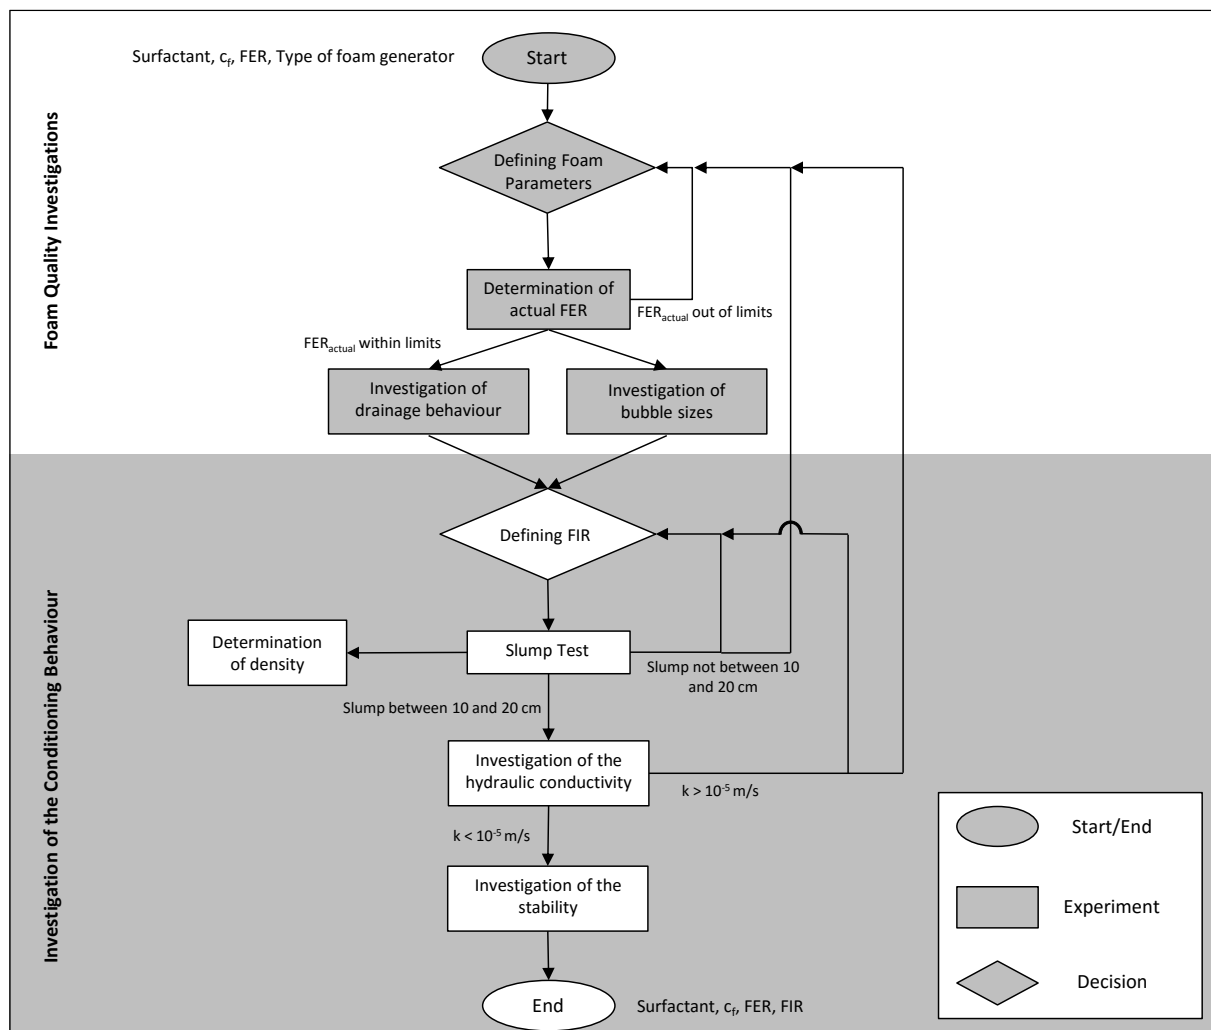 Surfactant, cf, FER, Type of foam generator
Start
Foam Quality Investigations
Defining Foam
Parameters
Determination of
actual FER
FERactual out of limits
FERactual within limits
Investigation of
drainage behaviour
Investigation of
bubble sizes
Investigation of the Conditioning Behaviour
Defining FIR
Determination
of density
Slump Test
Slump not between 10
and 20 cm
Slump between 10 and 20 cm
Investigation of the
hydraulic conductivity
k > 10⁻⁵ m/s
k < 10⁻⁵ m/s
Investigation of the
stability
End
Surfactant, cf, FER, FIR
Start/End
Experiment
Decision